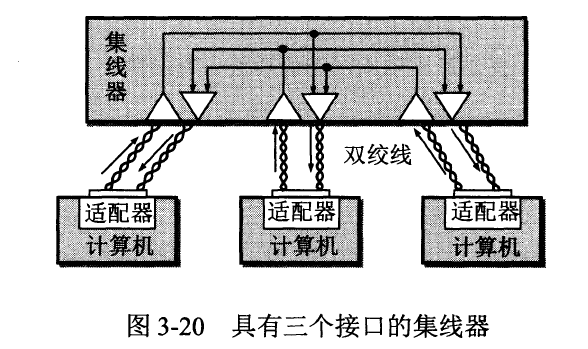 集线器
双绞线
适配器 适配器 适配器
计算机 计算机 计算机
图 3-20 具有三个接口的集线器